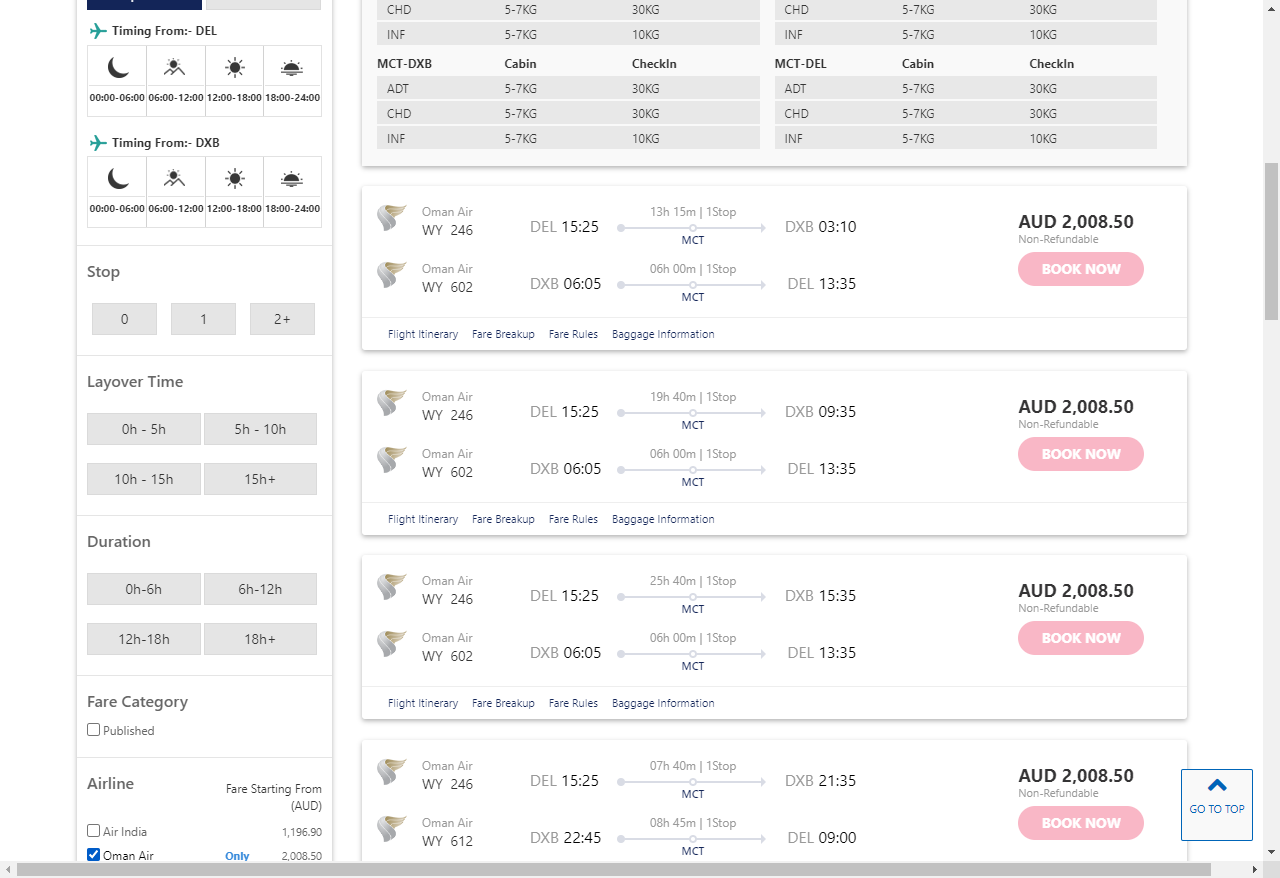 Timing From:- DEL
00:00-06:00 06:00-12:00 12:00-18:00 18:00-24:00
Timing From:- DXB
00:00-06:00 06:00-12:00 12:00-18:00 18:00-24:00
Stop
0 1 2+
Layover Time
0h - 5h 5h - 10h
10h - 15h 15h+
Duration
0h-6h 6h-12h
12h-18h 18h+
Fare Category
Published
Airline Fare Starting From (AUD)
Air India 1,196.90
Oman Air Only 2,008.50
CHD 5-7KG 30KG CHD 5-7KG 30KG
INF 5-7KG 10KG INF 5-7KG 10KG
MCT-DXB Cabin CheckIn MCT-DEL Cabin CheckIn
ADT 5-7KG 30KG ADT 5-7KG 30KG
CHD 5-7KG 30KG CHD 5-7KG 30KG
INF 5-7KG 10KG INF 5-7KG 10KG
Oman Air 13h 15m | 1Stop
WY 246 DEL 15:25 DXB 03:10 AUD 2,008.50
MCT Non-Refundable
Oman Air 06h 00m | 1Stop BOOK NOW
WY 602 DXB 06:05 DEL 13:35
MCT
Flight Itinerary Fare Breakup Fare Rules Baggage Information
Oman Air 19h 40m | 1Stop
WY 246 DEL 15:25 DXB 09:35 AUD 2,008.50
MCT Non-Refundable
Oman Air 06h 00m | 1Stop BOOK NOW
WY 602 DXB 06:05 DEL 13:35
MCT
Flight Itinerary Fare Breakup Fare Rules Baggage Information
Oman Air 25h 40m | 1Stop
WY 246 DEL 15:25 DXB 15:35 AUD 2,008.50
MCT Non-Refundable
Oman Air 06h 00m | 1Stop BOOK NOW
WY 602 DXB 06:05 DEL 13:35
MCT
Flight Itinerary Fare Breakup Fare Rules Baggage Information
Oman Air 07h 40m | 1Stop
WY 246 DEL 15:25 DXB 21:35 AUD 2,008.50
MCT Non-Refundable
Oman Air 08h 45m | 1Stop BOOK NOW
WY 612 DXB 22:45 DEL 09:00
MCT
GO TO TOP